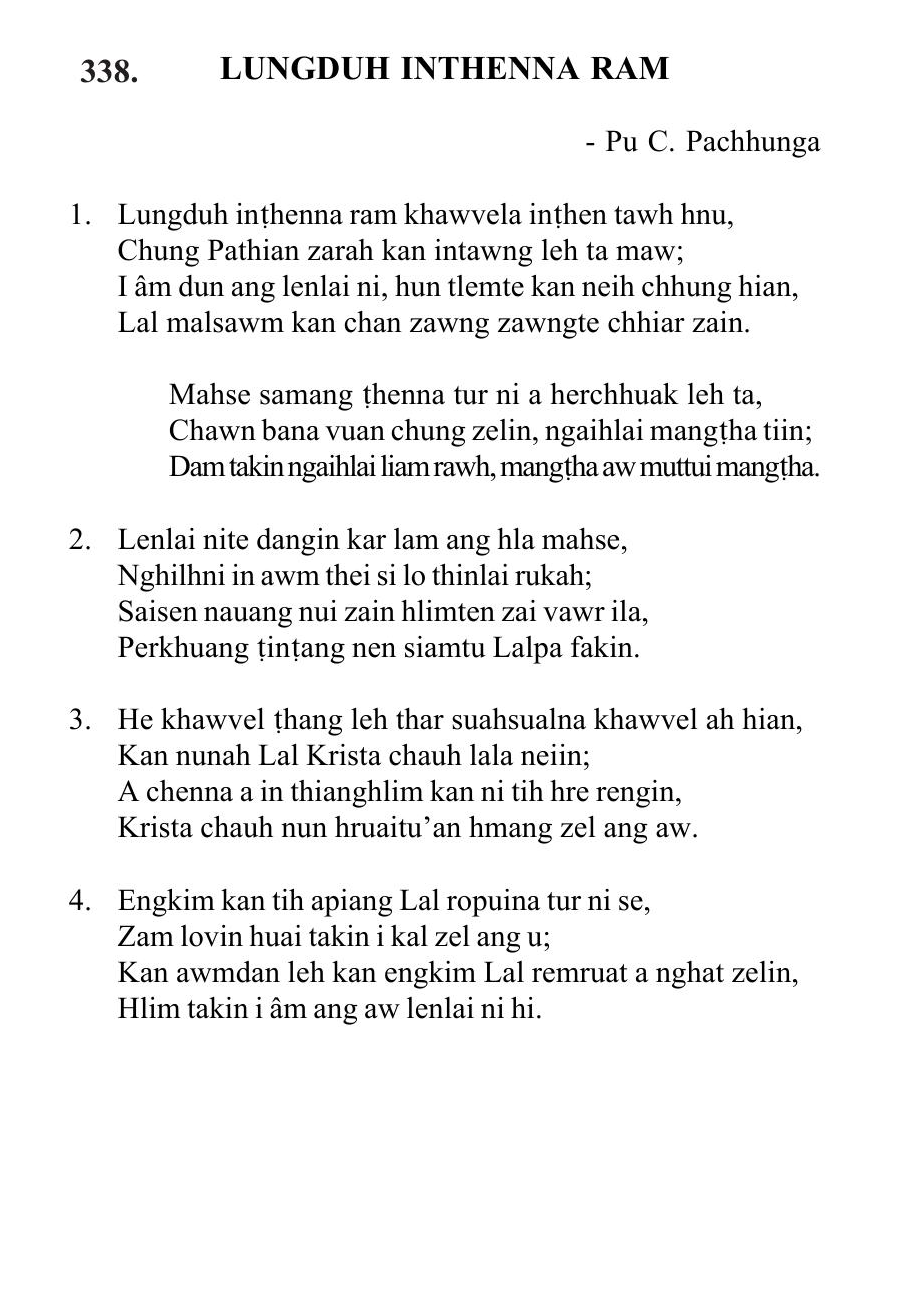 338. LUNGDUH INTHENNA RAM
- Pu C. Pachhunga
1. Lungduh inṭhenna ram khawvela inṭhen tawh hnu,
Chung Pathian zarah kan intawng leh ta maw;
I âm dun ang lenlai ni, hun tlemte kan neih chhung hian,
Lal malsawm kan chan zawng zawngte chhiar zain.
Mahse samang ṭhenna tur ni a herchhuak leh ta,
Chawn bana vuan chung zelin, ngaihlai mangṭha tiin;
Dam takin ngaihlai liam rawh, mangṭha aw muttui mangṭha.
2. Lenlai nite dangin kar lam ang hla mahse,
Nghilhni in awm thei si lo thinlai rukah;
Saisen nauang nui zain hlimten zai vawr ila,
Perkhuang ṭinṭang nen siamtu Lalpa fakin.
3. He khawvel ṭhang leh thar suahsualna khawvel ah hian,
Kan nunah Lal Krista chauh lala neiin;
A chenna a in thianghlim kan ni tih hre rengin,
Krista chauh nun hruaitu’an hmang zel ang aw.
4. Engkim kan tih apiang Lal ropuina tur ni se,
Zam lovin huai takin i kal zel ang u;
Kan awmdan leh kan engkim Lal remruat a nghat zelin,
Hlim takin i âm ang aw lenlai ni hi.